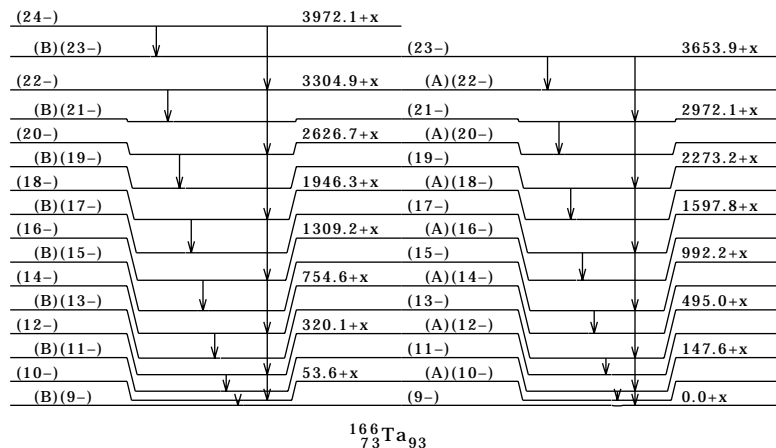 (24-) 3972.1+x
(B)(23-) (23-) 3653.9+x
(22-) 3304.9+x (A)(22-)
(B)(21-) (21-) 2972.1+x
(20-) 2626.7+x (A)(20-)
(B)(19-) (19-) 2273.2+x
(18-) 1946.3+x (A)(18-)
(B)(17-) (17-) 1597.8+x
(16-) 1309.2+x (A)(16-)
(B)(15-) (15-) 992.2+x
(14-) 754.6+x (A)(14-)
(B)(13-) (13-) 495.0+x
(12-) 320.1+x (A)(12-)
(B)(11-) (11-) 147.6+x
(10-) 53.6+x (A)(10-)
(B)(9-) (9-) 0.0+x
166 73 Ta 93